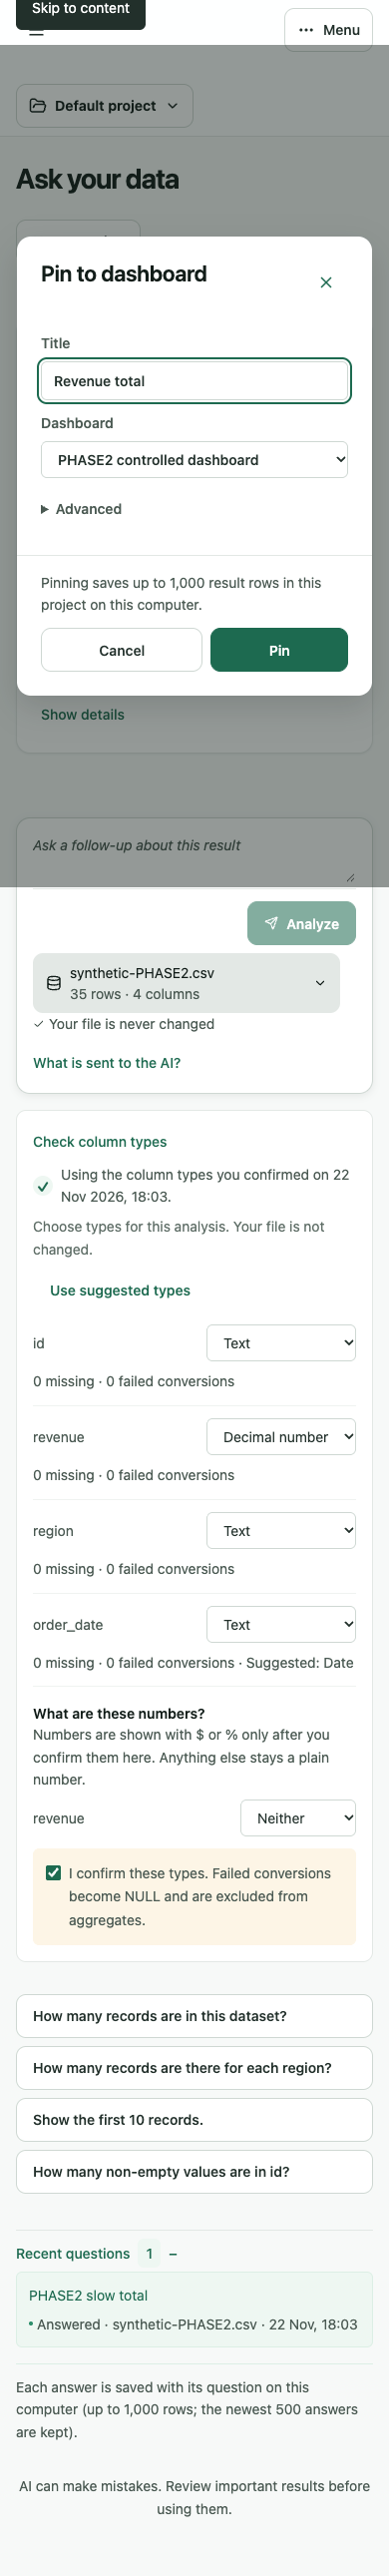 Skip to content
Menu
Default project
Ask your data
Pin to dashboard
Title
Revenue total
Dashboard
PHASE2 controlled dashboard
Advanced
Pinning saves up to 1,000 result rows in this
project on this computer.
Cancel
Pin
Show details
Ask a follow-up about this result
Analyze
synthetic-PHASE2.csv
35 rows · 4 columns
✓ Your file is never changed
What is sent to the AI?
Check column types
Using the column types you confirmed on 22
Nov 2026, 18:03.
Choose types for this analysis. Your file is not
changed.
Use suggested types
id Text
0 missing · 0 failed conversions
revenue Decimal number
0 missing · 0 failed conversions
region Text
0 missing · 0 failed conversions
order_date Text
0 missing · 0 failed conversions · Suggested: Date
What are these numbers?
Numbers are shown with $ or % only after you
confirm them here. Anything else stays a plain
number.
revenue Neither
I confirm these types. Failed conversions
become NULL and are excluded from
aggregates.
How many records are in this dataset?
How many records are there for each region?
Show the first 10 records.
How many non-empty values are in id?
Recent questions 1 –
PHASE2 slow total
• Answered · synthetic-PHASE2.csv · 22 Nov, 18:03
Each answer is saved with its question on this
computer (up to 1,000 rows; the newest 500 answers
are kept).
AI can make mistakes. Review important results before
using them.